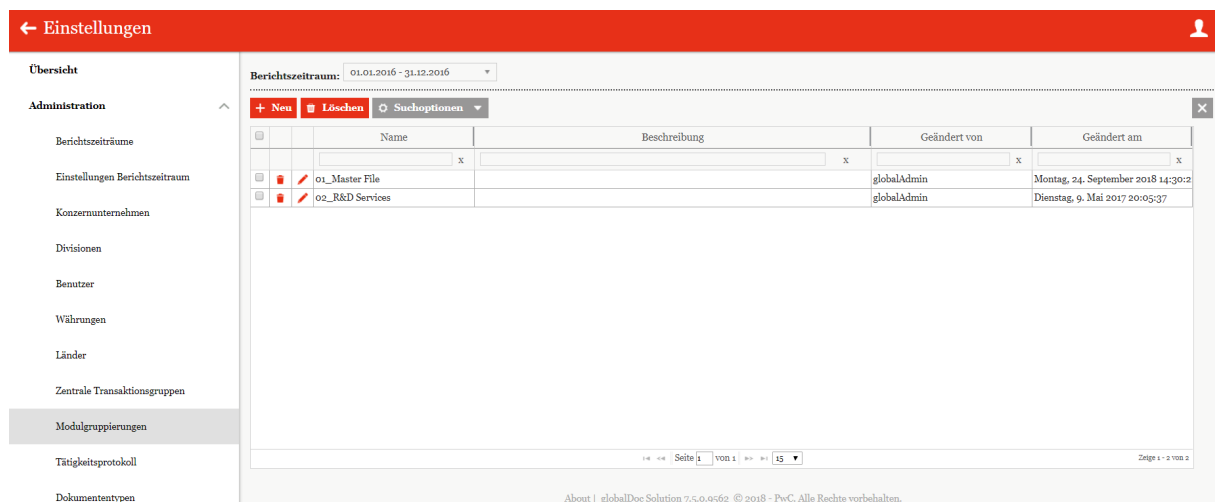 Einstellungen
Übersicht
Administration
Berichtszeiträume
Einstellungen Berichtszeitraum
Konzernunternehmen
Divisionen
Benutzer
Währungen
Länder
Zentrale Transaktionsgruppen
Modulgruppierungen
Tätigkeitsprotokoll
Dokumententypen
Berichtszeitraum: 01.01.2016 - 31.12.2016
+ Neu Löschen Suchoptionen
Name Beschreibung Geändert von Geändert am
x x x x
01_Master File globalAdmin Montag, 24. September 2018 14:30:2
02_R&D Services globalAdmin Dienstag, 9. Mai 2017 20:05:37
Seite 1 von 1 15 Zeige 1 - 2 von 2
About | globalDoc Solution 7.5.0.9562 © 2018 - PwC. Alle Rechte vorbehalten.